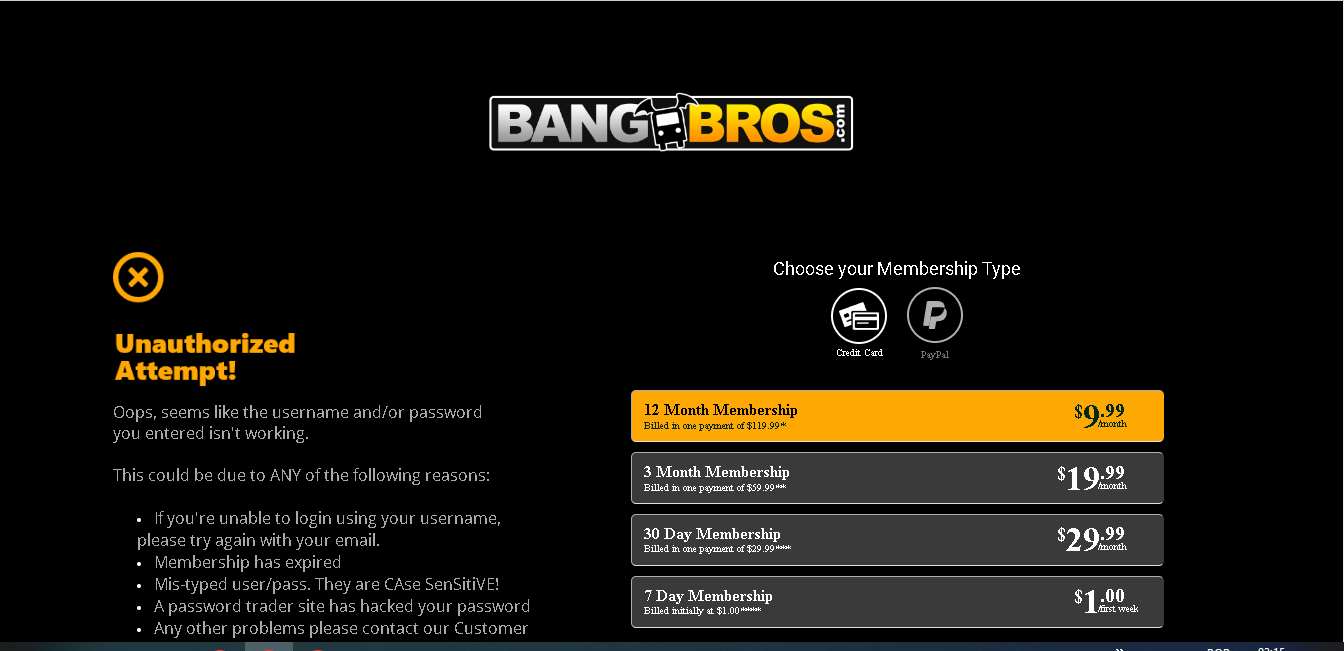 BANG BROS .com
Unauthorized
Attempt!
Oops, seems like the username and/or password
you entered isn't working.
This could be due to ANY of the following reasons:
• If you're unable to login using your username,
please try again with your email.
• Membership has expired
• Mis-typed user/pass. They are CAse SenSitiVE!
• A password trader site has hacked your password
• Any other problems please contact our Customer
Choose your Membership Type
Credit Card PayPal
12 Month Membership $9.99
Billed in one payment of $119.99* /month
3 Month Membership $19.99
Billed in one payment of $59.99** /month
30 Day Membership $29.99
Billed in one payment of $29.99**** /month
7 Day Membership $1.00
Billed initially at $1.00***** /first week